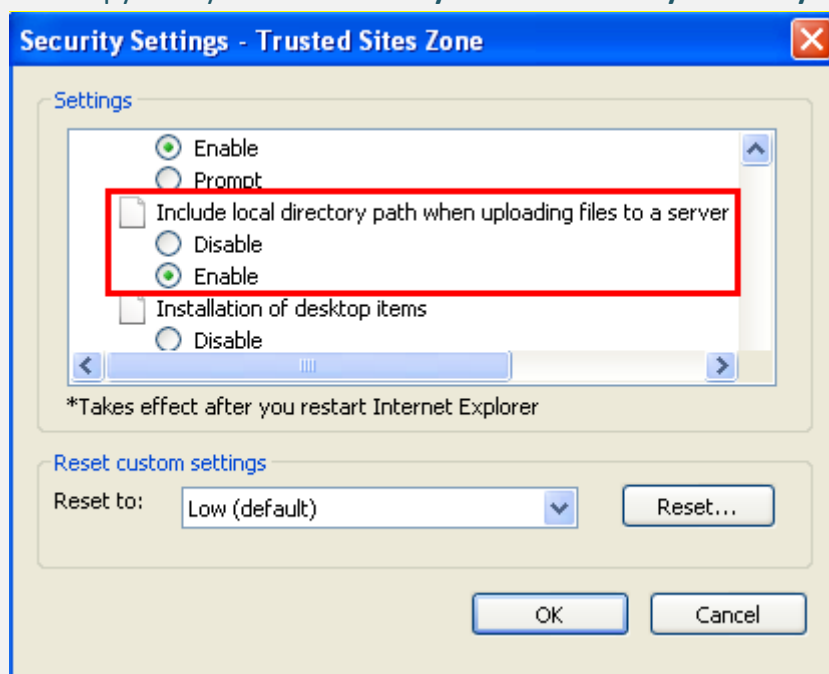 Security Settings - Trusted Sites Zone
Settings
Enable
Prompt
Include local directory path when uploading files to a server
Disable
Enable
Installation of desktop items
Disable
*Takes effect after you restart Internet Explorer
Reset custom settings
Reset to: Low (default) Reset...
OK Cancel